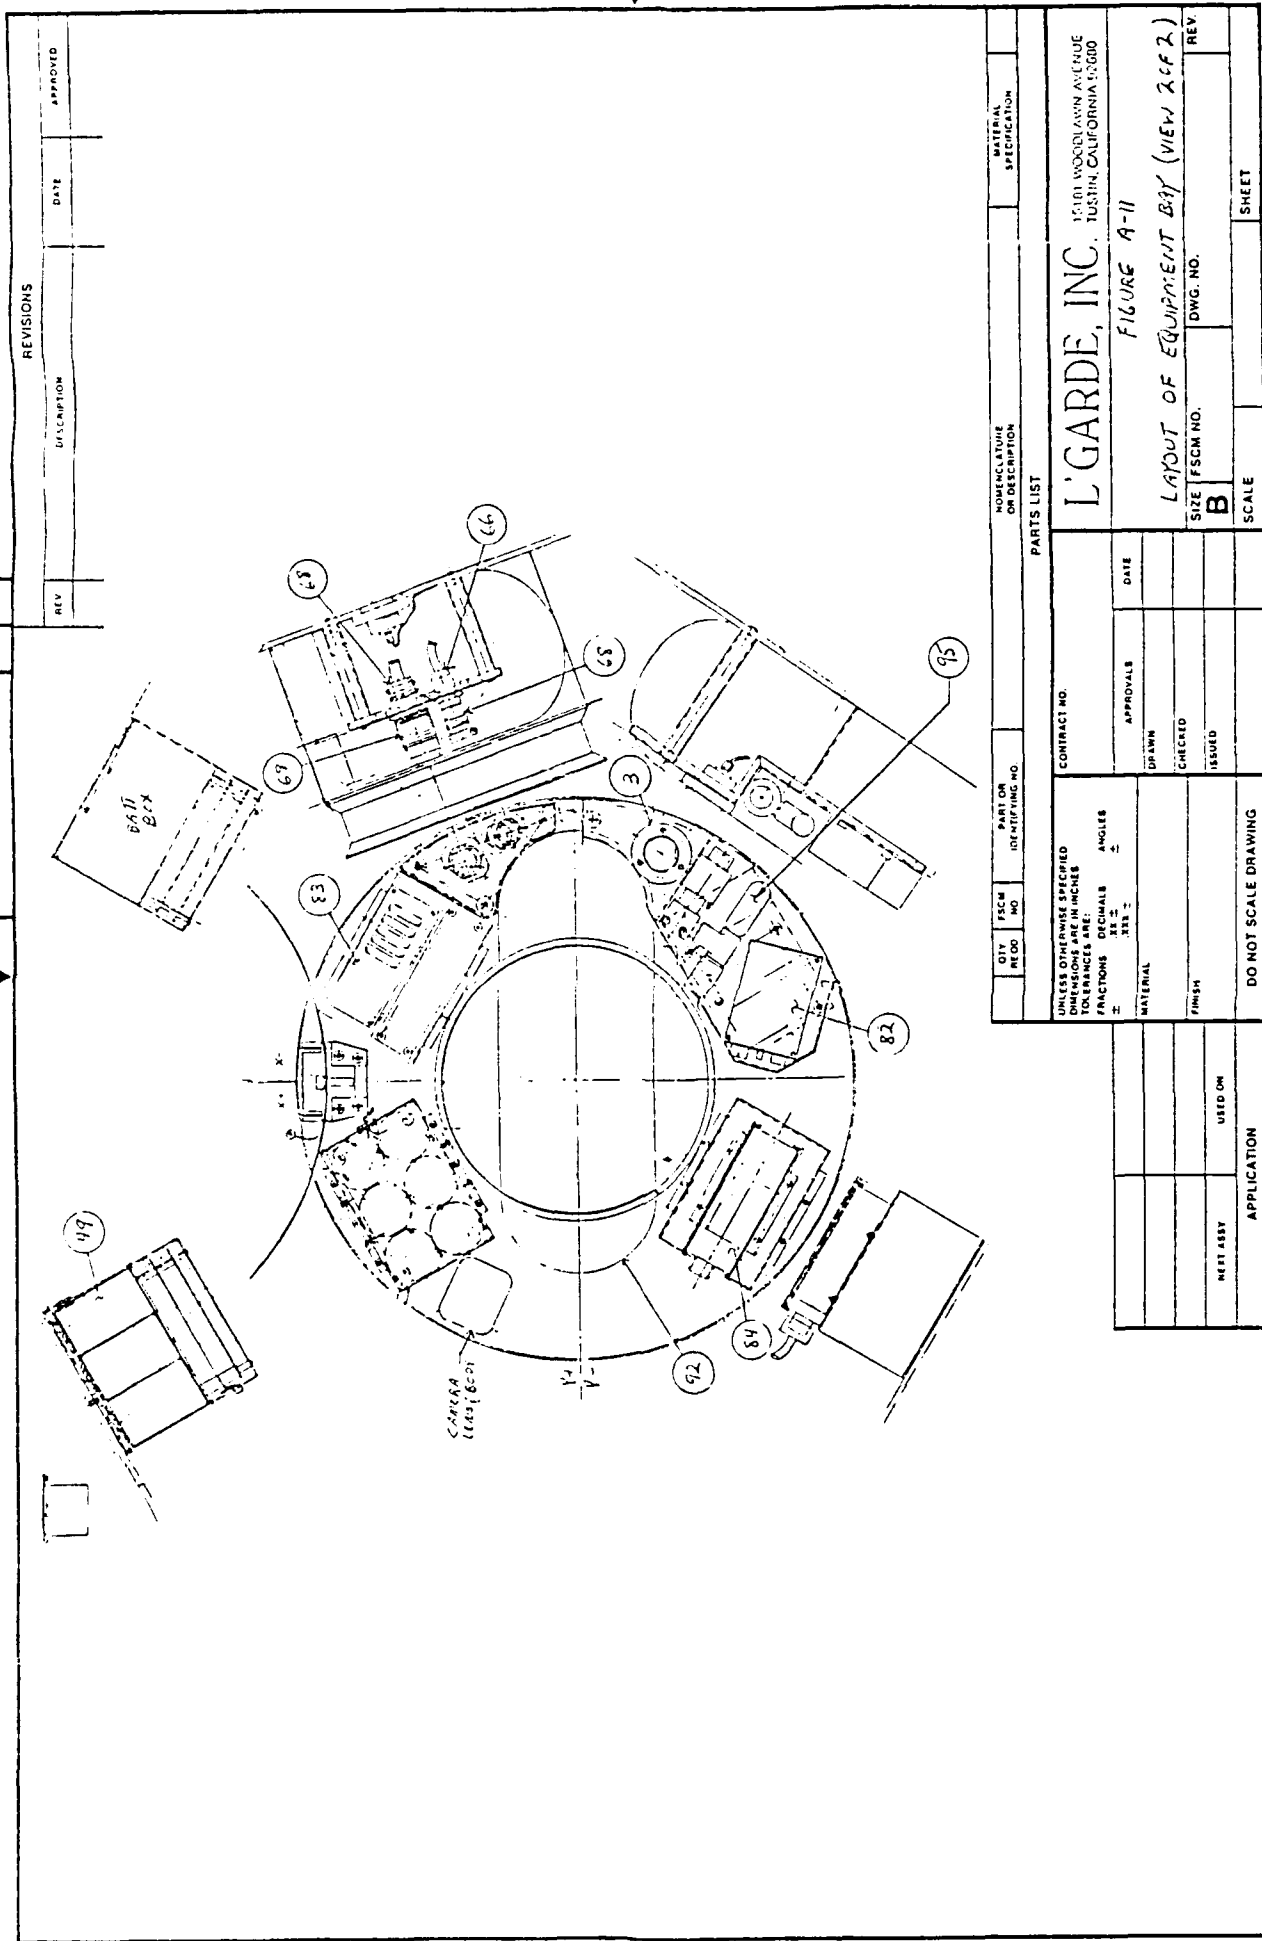 REVISIONS
REV
DESCRIPTION
DATE
APPROVED
49
BATT
BOX
83
69
68
66
68
3
95
82
84
92
X+
X-
Y+
Y-
CAMERA
LENS & BODY
QTY
REQD
FSCM
NO
PART OR
IDENTIFYING NO.
NOMENCLATURE
OR DESCRIPTION
MATERIAL
SPECIFICATION
PARTS LIST
UNLESS OTHERWISE SPECIFIED
DIMENSIONS ARE IN INCHES
TOLERANCES ARE:
FRACTIONS DECIMALS ANGLES
± .XX ± ±
.XXX ±
MATERIAL
FINISH
DO NOT SCALE DRAWING
NEXT ASSY
USED ON
APPLICATION
CONTRACT NO.
APPROVALS
DATE
DRAWN
CHECKED
ISSUED
L'GARDE, INC.
WOODLAWN AVENUE
TUSTIN, CALIFORNIA 92680
FIGURE A-11
LAYOUT OF EQUIPMENT BAY (VIEW 2 OF 2)
SIZE
B
FSCM NO.
DWG. NO.
REV.
SCALE
SHEET